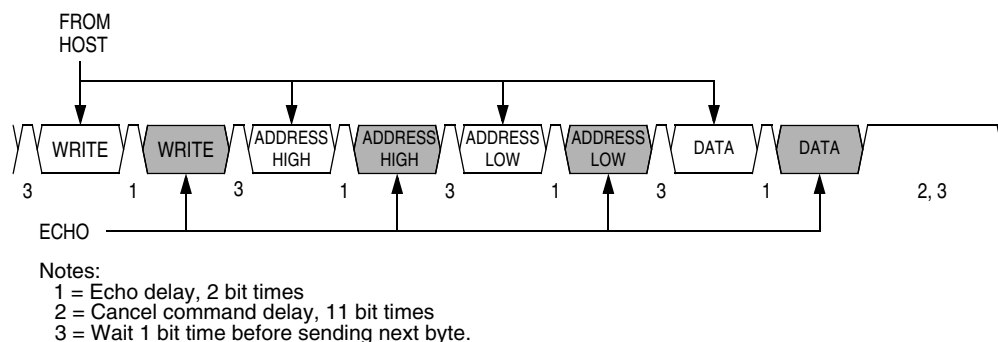 FROM
HOST
WRITE WRITE ADDRESS HIGH ADDRESS HIGH ADDRESS LOW ADDRESS LOW DATA DATA
3 1 3 1 3 1 3 1 2, 3
ECHO
Notes:
1 = Echo delay, 2 bit times
2 = Cancel command delay, 11 bit times
3 = Wait 1 bit time before sending next byte.